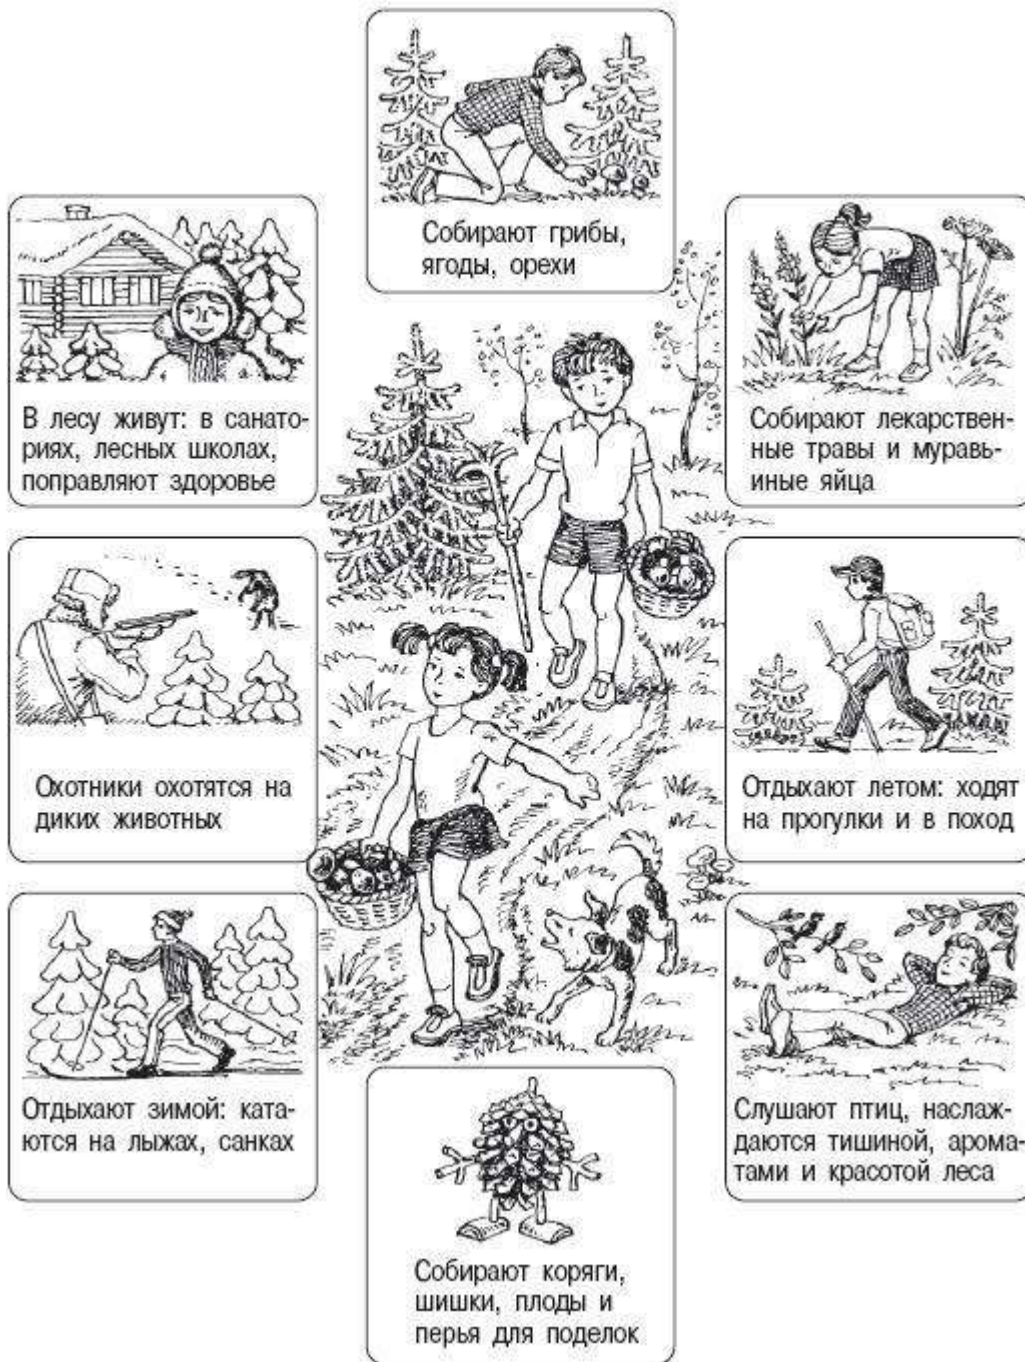 Собирают грибы,
ягоды, орехи
В лесу живут: в санато-
риях, лесных школах,
поправляют здоровье
Собирают лекарствен-
ные травы и муравь-
иные яйца
Охотники охотятся на
диких животных
Отдыхают летом: ходят
на прогулки и в поход
Отдыхают зимой: ката-
ются на лыжах, санках
Слушают птиц, наслаж-
даются тишиной, арома-
тами и красотой леса
Собирают коряги,
шишки, плоды и
перья для поделок